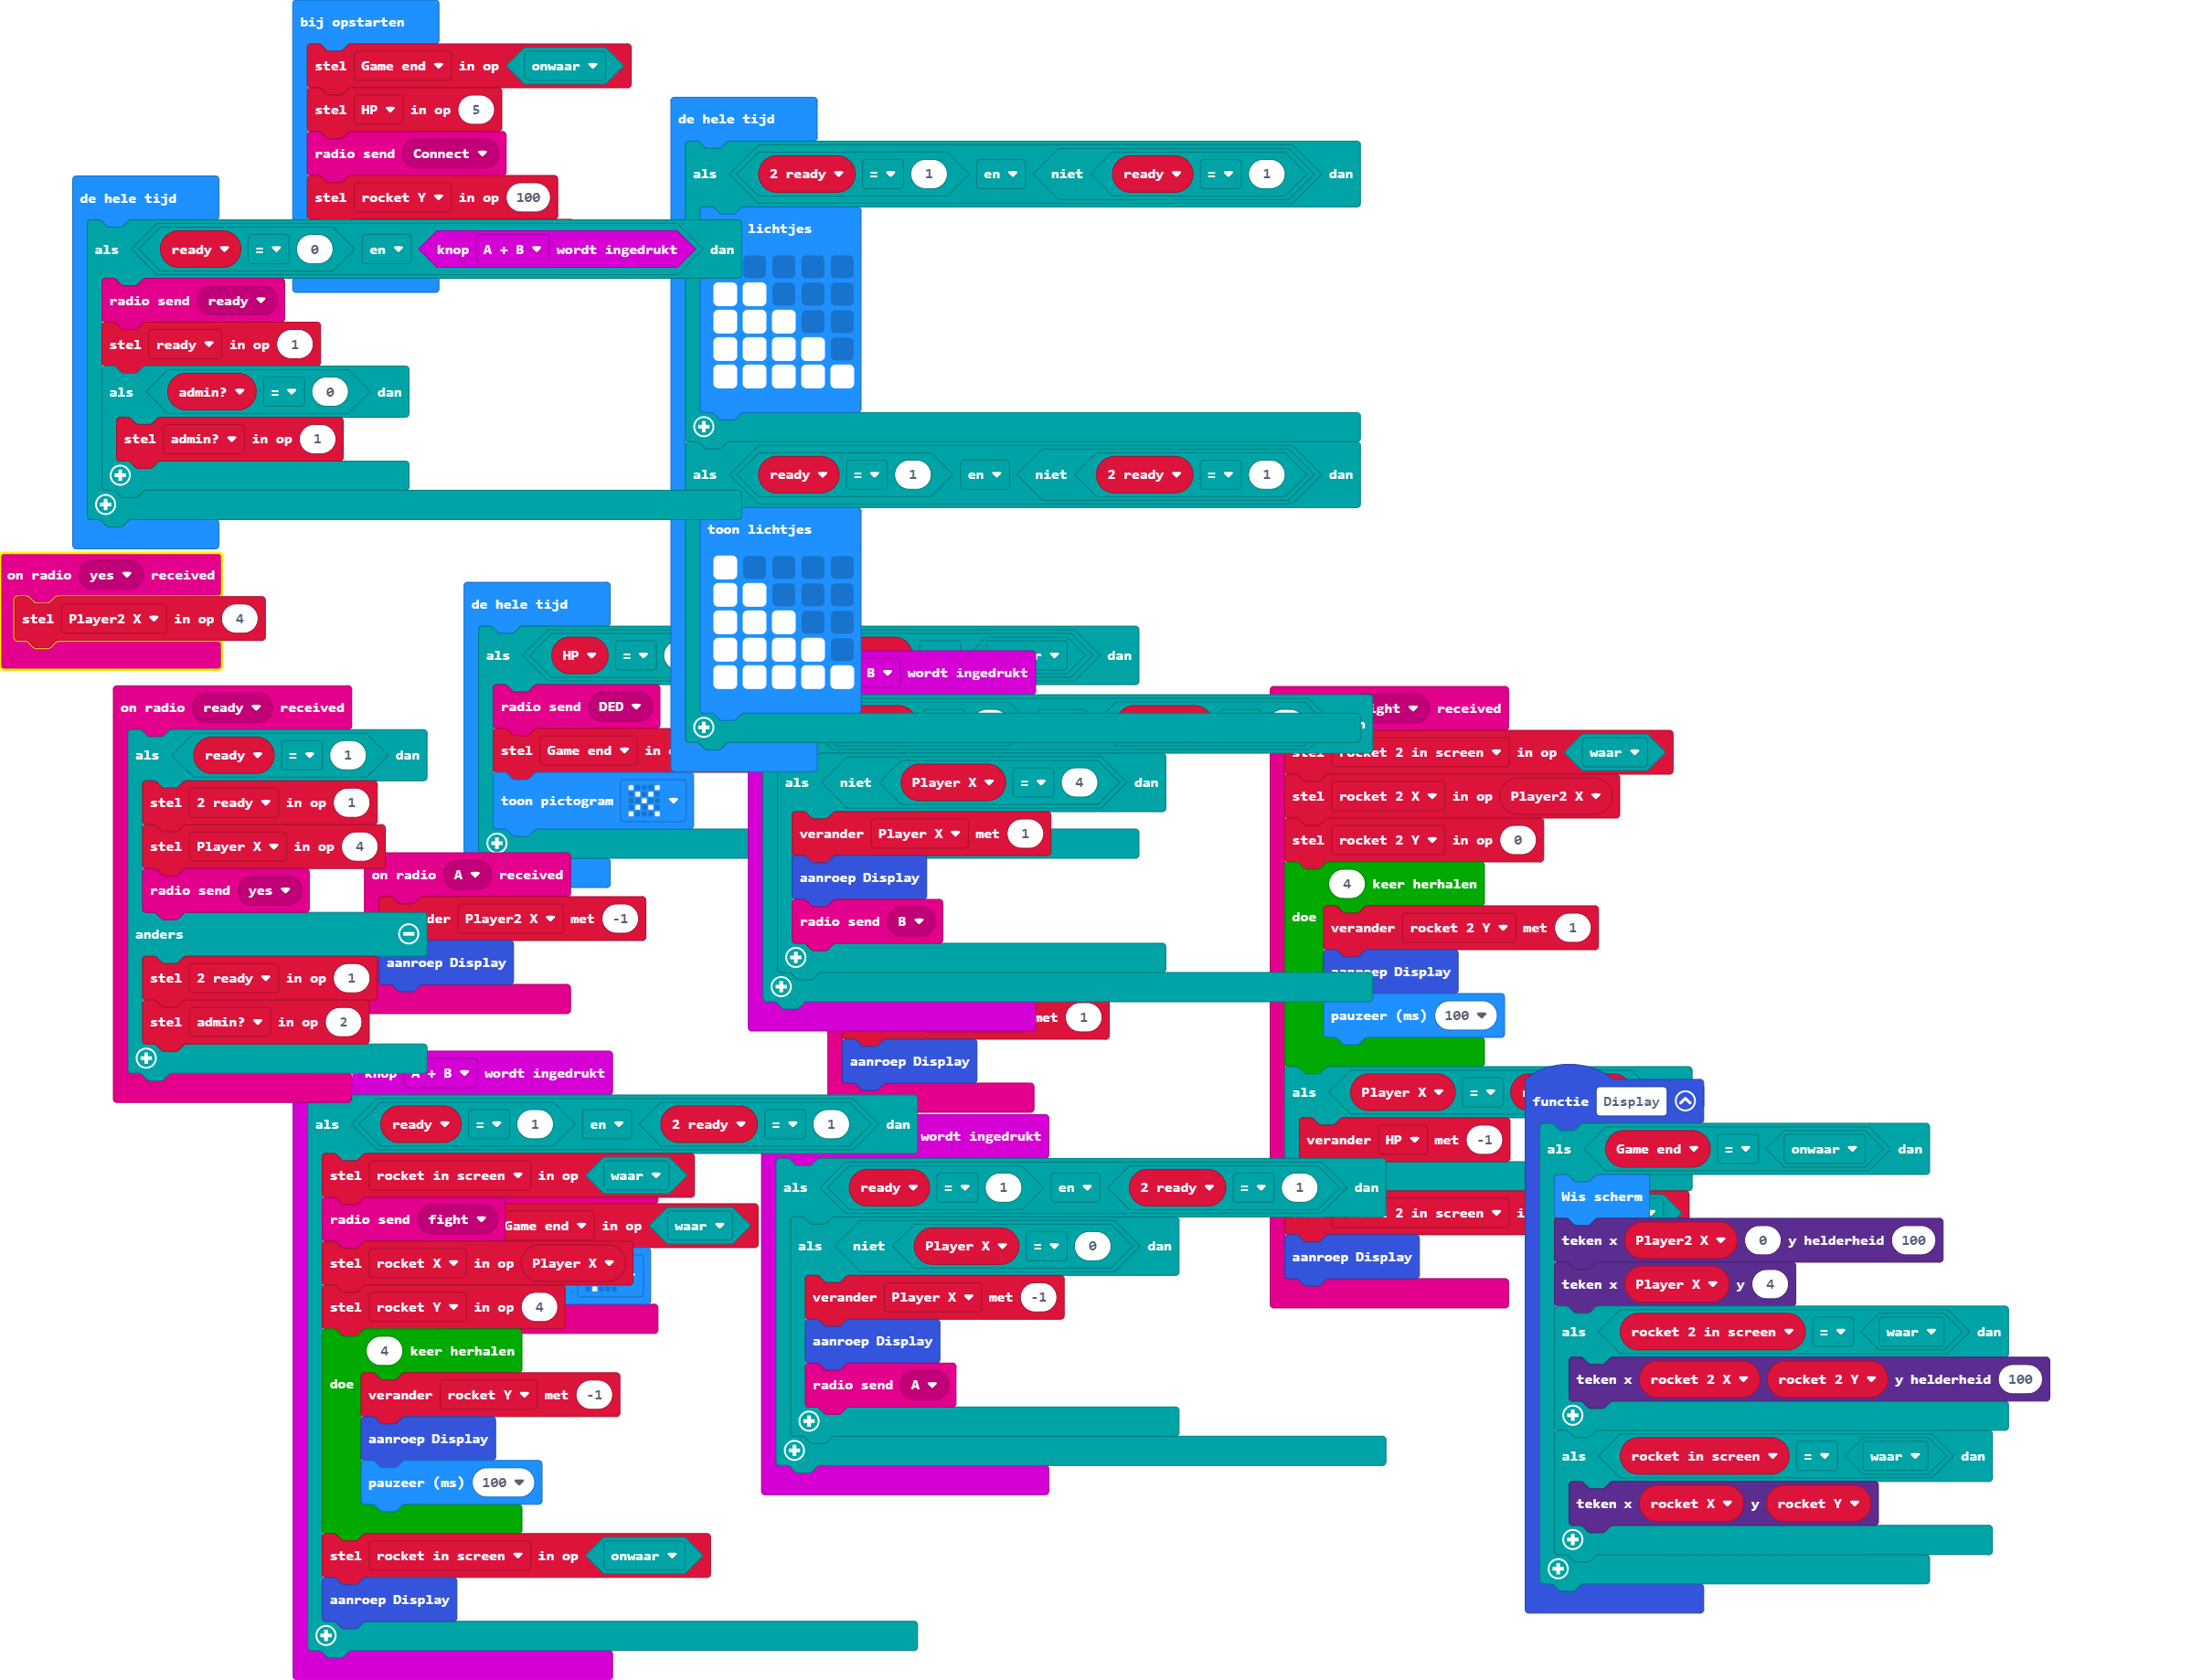 bij opstarten
stel Game end in op onwaar
stel HP in op 5
radio send Connect
stel rocket Y in op 100
de hele tijd
als ready = 0 en knop A + B wordt ingedrukt dan
radio send ready
stel ready in op 1
als admin? = 0 dan
stel admin? in op 1
de hele tijd
als 2 ready = 1 en niet ready = 1 dan
lichtjes
als ready = 1 en niet 2 ready = 1 dan
toon lichtjes
on radio yes received
stel Player2 X in op 4
de hele tijd
als HP = dan
radio send DED
stel Game end in
toon pictogram
on radio ready received
als ready = 1 dan
stel 2 ready in op 1
stel Player X in op 4
radio send yes
anders
stel 2 ready in op 1
stel admin? in op 2
on radio A received
Player2 X met -1
aanroep Display
B wordt ingedrukt
als niet Player X = 4 dan
verander Player X met 1
aanroep Display
radio send B
met 1
aanroep Display
received
stel rocket 2 in screen in op waar
stel rocket 2 X in op Player2 X
stel rocket 2 Y in op 0
4 keer herhalen
doe
verander rocket 2 Y met 1
aanroep Display
pauzeer (ms) 100
als Player X =
verander HP met -1
2 in screen
aanroep Display
knop A + B wordt ingedrukt
als ready = 1 en 2 ready = 1 dan
stel rocket in screen in op waar
radio send fight
stel rocket X in op Player X
stel rocket Y in op 4
4 keer herhalen
doe
verander rocket Y met -1
aanroep Display
pauzeer (ms) 100
stel rocket in screen in op onwaar
aanroep Display
Game end in op waar
wordt ingedrukt
als ready = 1 en 2 ready = 1 dan
als niet Player X = 0 dan
verander Player X met -1
aanroep Display
radio send A
functie Display
als Game end = onwaar dan
Wis scherm
teken x Player2 X 0 y helderheid 100
teken x Player X y 4
als rocket 2 in screen = waar dan
teken x rocket 2 X rocket 2 Y y helderheid 100
als rocket in screen = waar dan
teken x rocket X y rocket Y